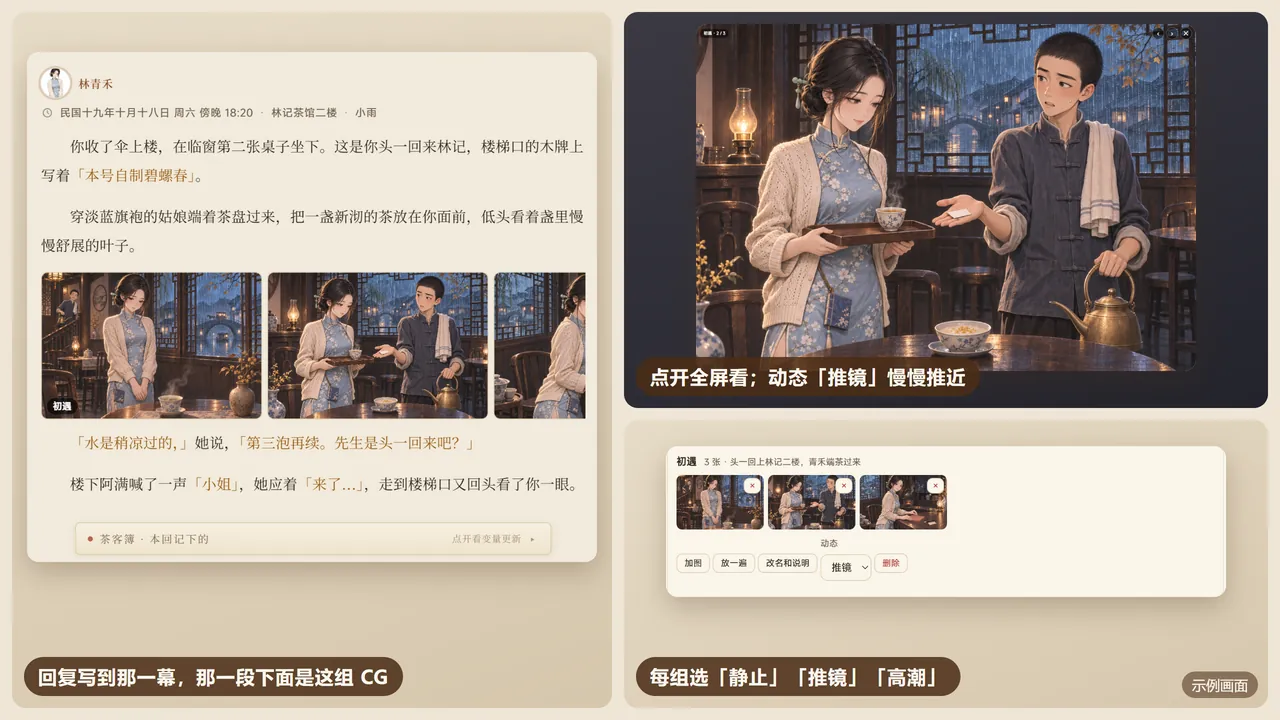 林青禾
民国十九年十月十八日 周六 傍晚 18:20 · 林记茶馆二楼 · 小雨
你收了伞上楼，在临窗第二张桌子坐下。这是你头一回来林记，楼梯口的木牌上
写着「本号自制碧螺春」。
穿淡蓝旗袍的姑娘端着茶盘过来，把一盏新沏的茶放在你面前，低头看着盏里慢
慢舒展的叶子。
初遇
「水是稍凉过的，」她说，「第三泡再续。先生是头一回来吧？」
楼下阿满喊了一声「小姐」，她应着「来了…」，走到楼梯口又回头看了你一眼。
茶客簿 · 本回记下的
点开看变量更新
回复写到那一幕，那一段下面是这组 CG
初遇 · 2 / 3
点开全屏看；动态「推镜」慢慢推近
初遇 3 张 · 头一回上林记二楼，青禾端茶过来
动态
加图 放一遍 改名和说明 推镜 删除
每组选「静止」「推镜」「高潮」
示例画面